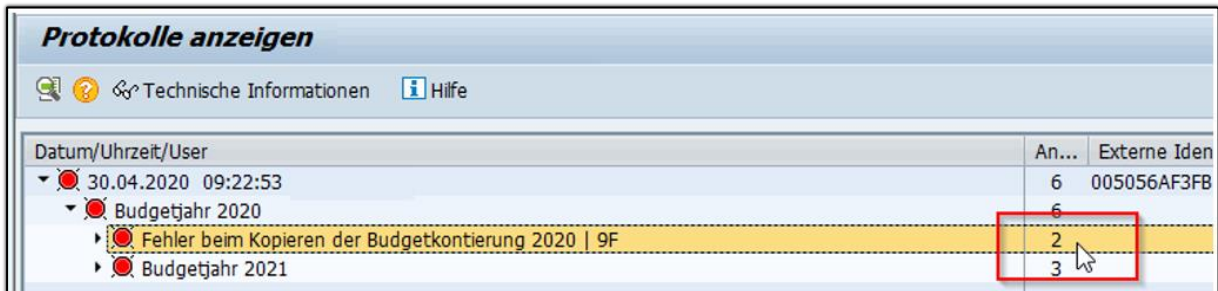 Protokolle anzeigen
Technische Informationen Hilfe
Datum/Uhrzeit/User An... Externe Iden
30.04.2020 09:22:53 6 005056AF3FB
Budgetjahr 2020 6
Fehler beim Kopieren der Budgetkontierung 2020 | 9F 2
Budgetjahr 2021 3